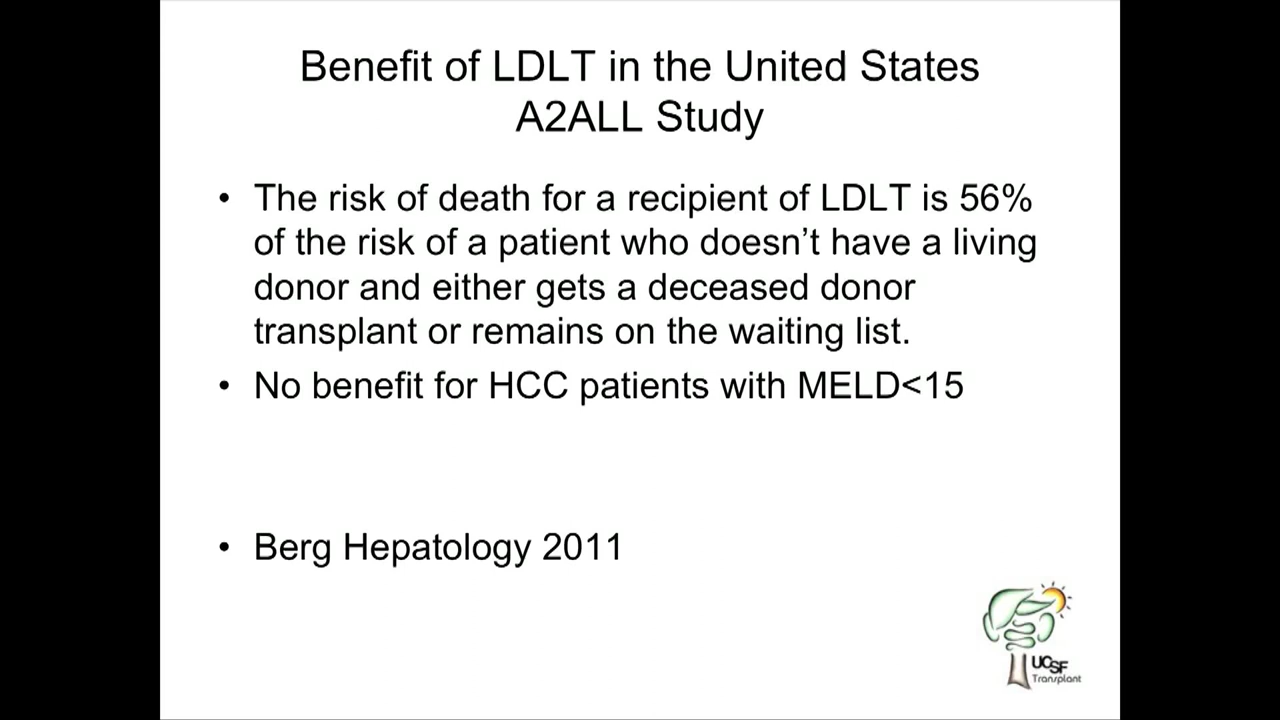 Benefit of LDLT in the United States
A2ALL Study
• The risk of death for a recipient of LDLT is 56%
of the risk of a patient who doesn’t have a living
donor and either gets a deceased donor
transplant or remains on the waiting list.
• No benefit for HCC patients with MELD<15
• Berg Hepatology 2011
UCSF
Transplant